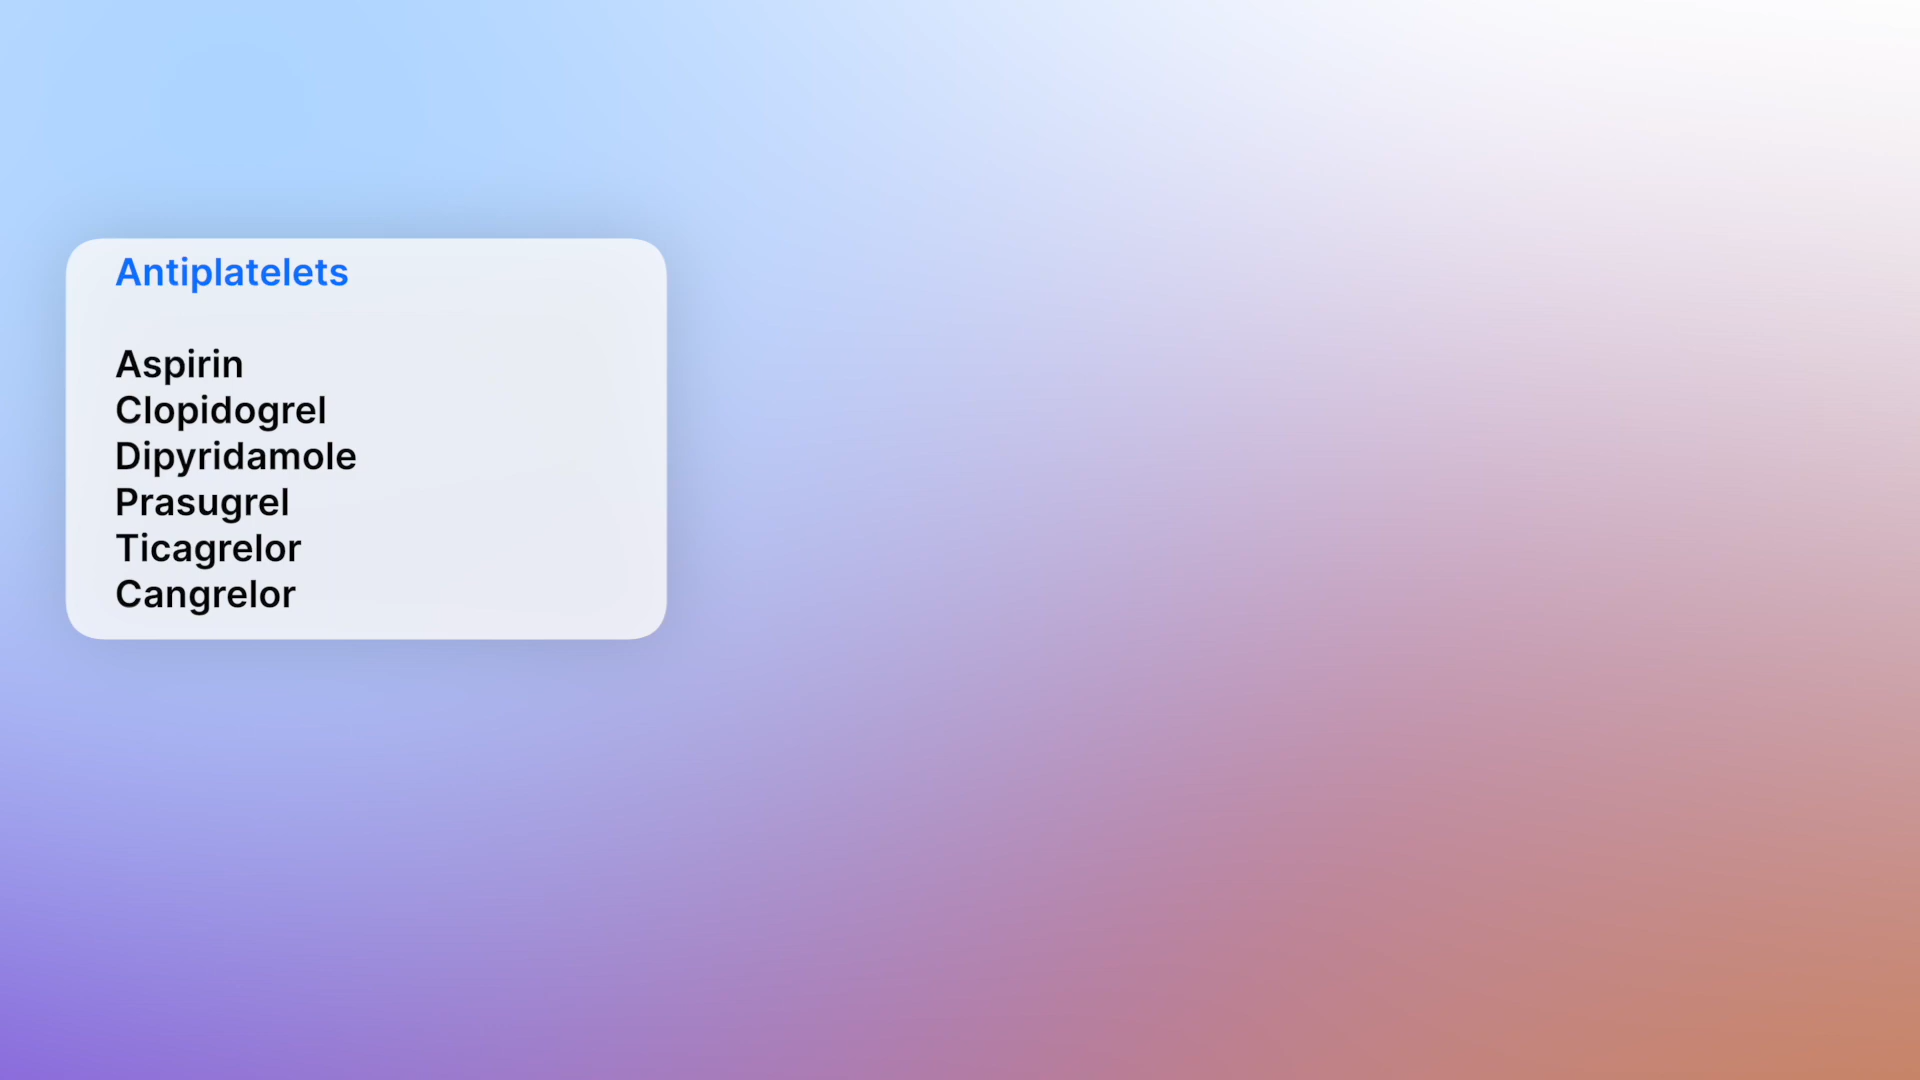 Antiplatelets
Aspirin
Clopidogrel
Dipyridamole
Prasugrel
Ticagrelor
Cangrelor